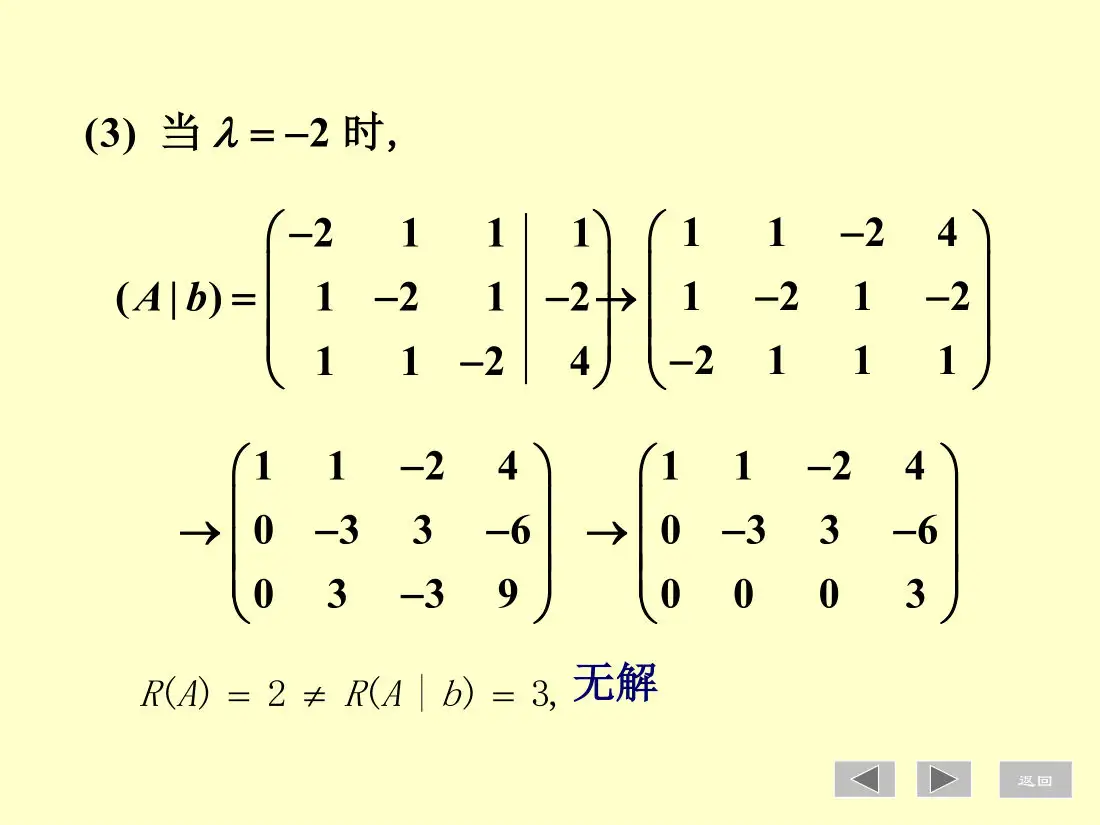 (3) 当 λ = −2 时,
(A | b) = ( −2 1 1 | 1 ) → ( 1 1 −2 4 )
( 1 −2 1 | −2 ) ( 1 −2 1 −2 )
( 1 1 −2 | 4 ) ( −2 1 1 1 )
→ ( 1 1 −2 4 ) → ( 1 1 −2 4 )
( 0 −3 3 −6 ) ( 0 −3 3 −6 )
( 0 3 −3 9 ) ( 0 0 0 3 )
R(A) = 2 ≠ R(A | b) = 3, 无解
返回